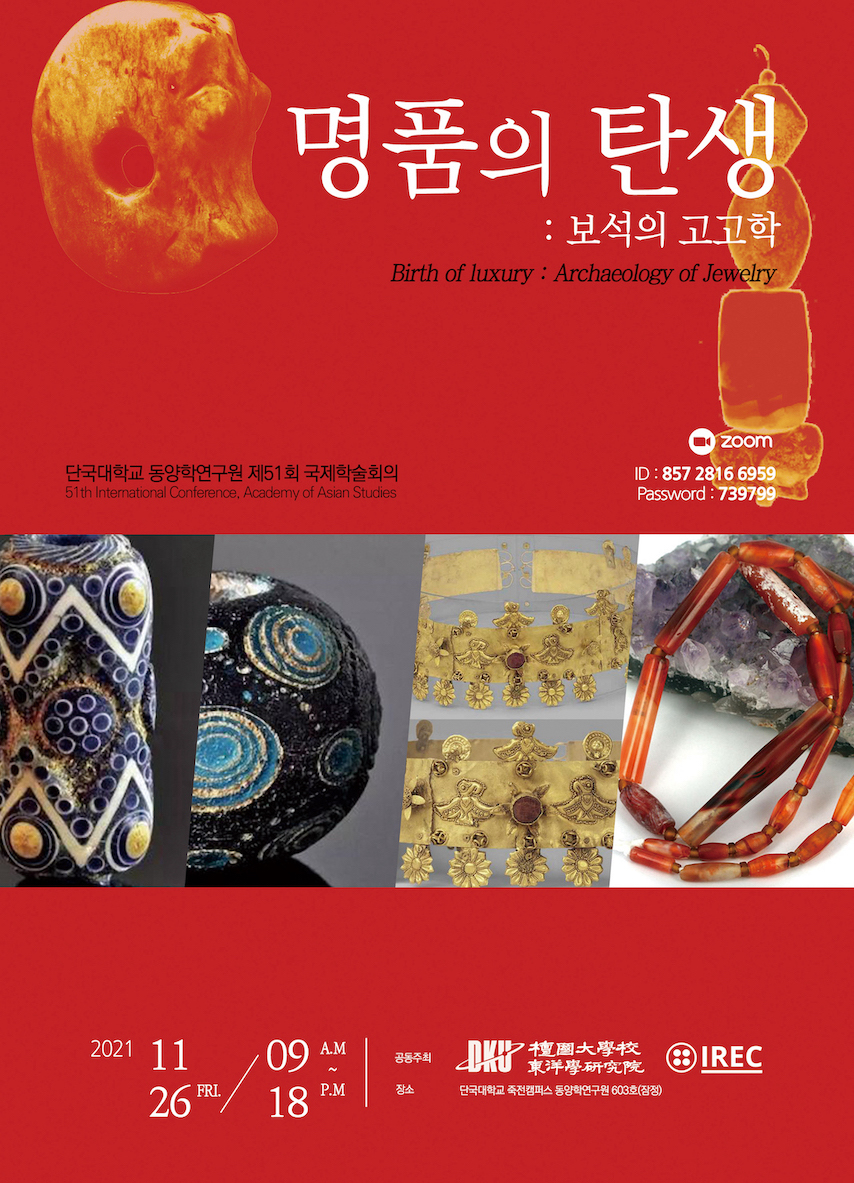 명품의 탄생
: 보석의 고고학
Birth of luxury : Archaeology of Jewelry
zoom
단국대학교 동양학연구원 제51회 국제학술회의
51th International Conference, Academy of Asian Studies
ID : 857 2816 6959
Password : 739799
2021 11 26 FRI. / 09 A.M ~ 18 P.M
공동주최 DKU 檀國大學校 東洋學硏究院 IREC
장소 단국대학교 죽전캠퍼스 동양학연구원 603호(잠정)